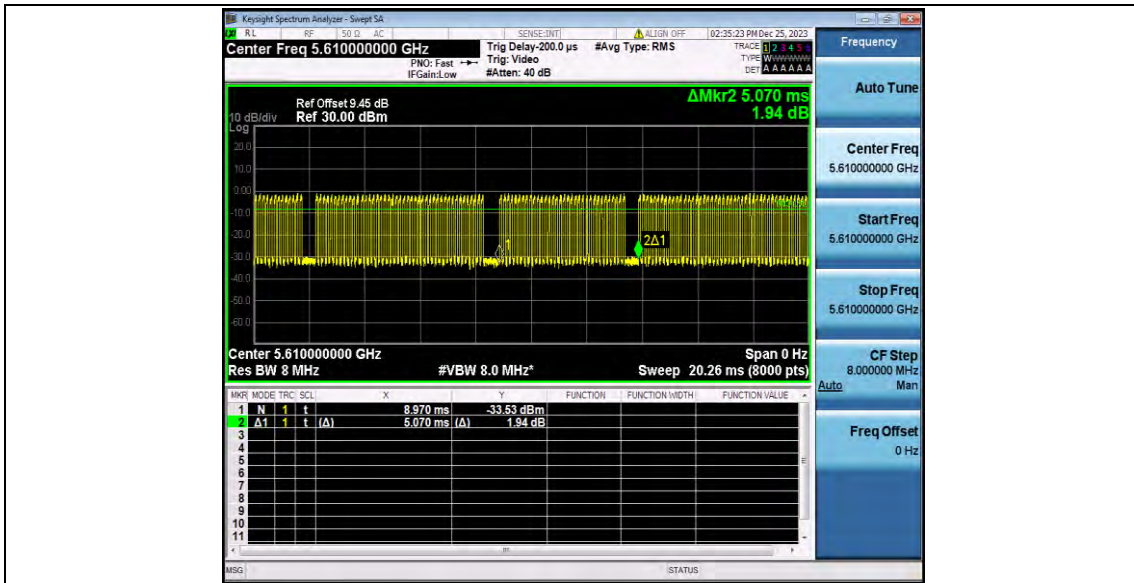 Keysight Spectrum Analyzer - Swept SA
RL RF 50 Ω AC SENSE:INT ALIGN OFF 02:35:23 PM Dec 25, 2023
Center Freq 5.610000000 GHz
Trig Delay-200.0 µs #Avg Type: RMS
PNO: Fast Trig: Video
IFGain:Low #Atten: 40 dB
TRACE 1 2 3 4 5 6
TYPE WWWWWW
DET A A A A A A
Frequency
Auto Tune
Center Freq
5.610000000 GHz
Start Freq
5.610000000 GHz
Stop Freq
5.610000000 GHz
CF Step
8.000000 MHz
Auto Man
Freq Offset
0 Hz
ΔMkr2 5.070 ms
1.94 dB
Ref Offset 9.45 dB
10 dB/div Ref 30.00 dBm
Log
20.0
10.0
0.00
-10.0
-20.0
-30.0
-40.0
-50.0
-60.0
1
2Δ1
Center 5.610000000 GHz Span 0 Hz
Res BW 8 MHz #VBW 8.0 MHz* Sweep 20.26 ms (8000 pts)
MKR MODE TRC SCL X Y FUNCTION FUNCTION WIDTH FUNCTION VALUE
1 N 1 t 8.970 ms -33.53 dBm
2 Δ1 1 t (Δ) 5.070 ms (Δ) 1.94 dB
3
4
5
6
7
8
9
10
11
MSG STATUS